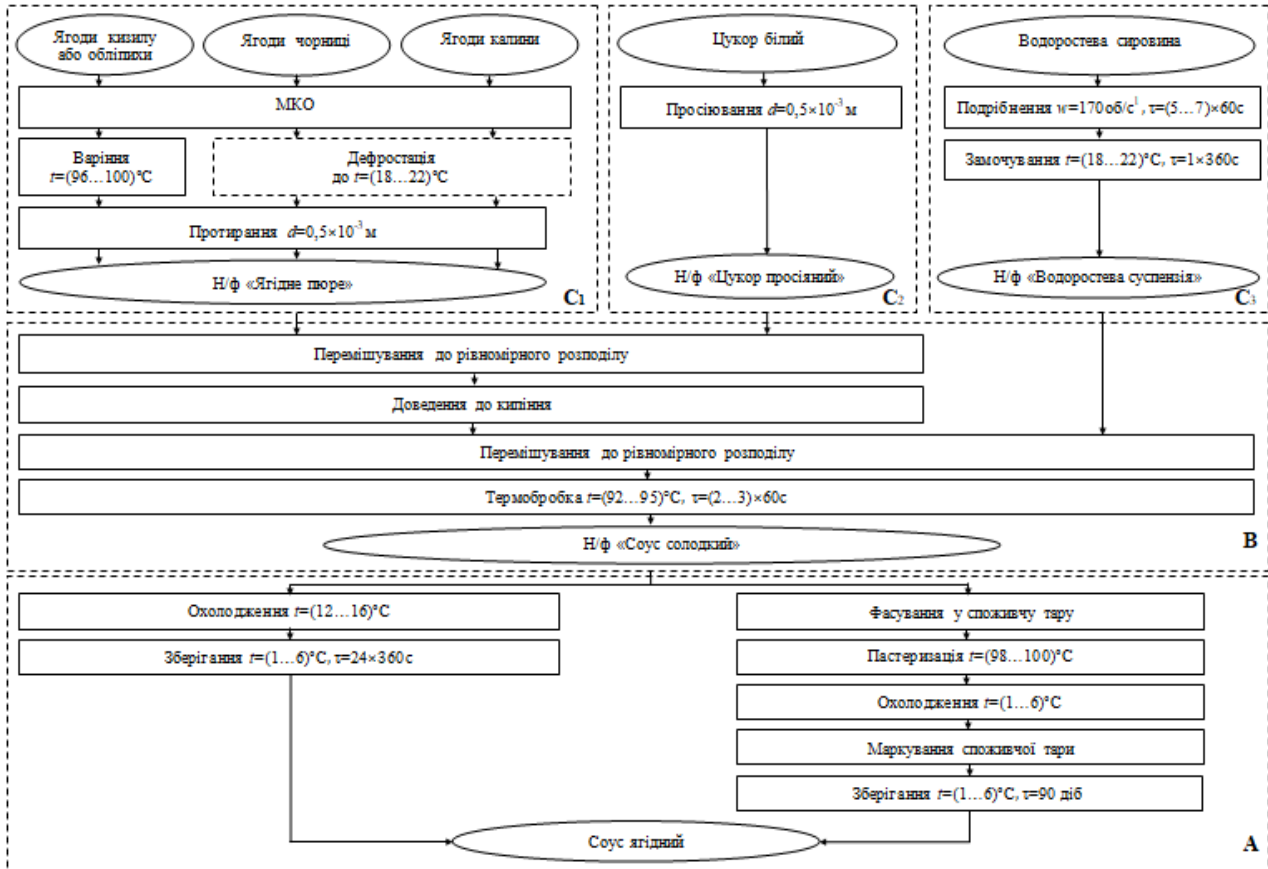 Ягоди кизилу
або обліпихи
Ягоди чорниці
Ягоди калини
МКО
Варіння
t=(96...100)°С
Дефростація
до t=(18...22)°С
Протирання d=0,5×10⁻³ м
Н/ф «Ягідне пюре»
С1
Цукор білий
Просіювання d=0,5×10⁻³ м
Н/ф «Цукор просіяний»
С2
Водоростева сировина
Подрібнення w=170 об/с¹, τ=(5...7)×60с
Замочування t=(18...22)°С, τ=1×360с
Н/ф «Водоростева суспензія»
С3
Перемішування до рівномірного розподілу
Доведення до кипіння
Перемішування до рівномірного розподілу
Термобробка t=(92...95)°С, τ=(2...3)×60с
Н/ф «Соус солодкий»
В
Охолодження t=(12...16)°С
Зберігання t=(1...6)°С, τ=24×360с
Фасування у споживчу тару
Пастеризація t=(98...100)°С
Охолодження t=(1...6)°С
Маркування споживчої тари
Зберігання t=(1...6)°С, τ=90 діб
Соус ягідний
А